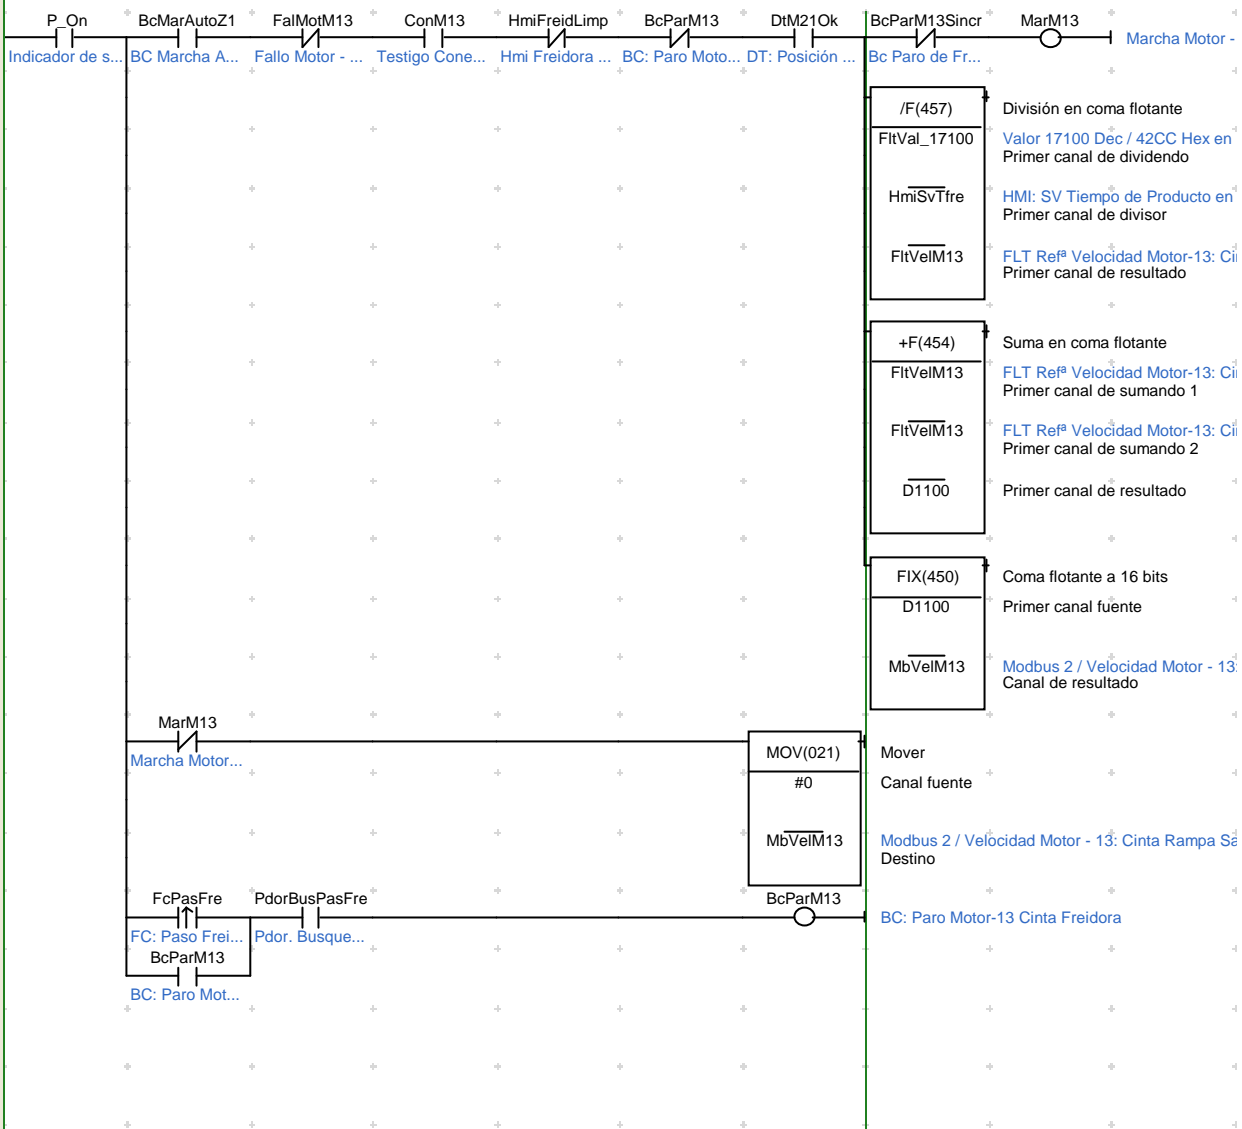 P_On BcMarAutoZ1 FalMotM13 ConM13 HmiFreidLimp BcParM13 DtM21Ok BcParM13Sincr MarM13
Marcha Motor -
Indicador de s... BC Marcha A... Fallo Motor - ... Testigo Cone... Hmi Freidora ... BC: Paro Moto... DT: Posición ... Bc Paro de Fr...
/F(457) División en coma flotante
FltVal_17100 Valor 17100 Dec / 42CC Hex en
Primer canal de dividendo
HmiSvTfre HMI: SV Tiempo de Producto en
Primer canal de divisor
FltVelM13 FLT Refª Velocidad Motor-13: Ci
Primer canal de resultado
+F(454) Suma en coma flotante
FltVelM13 FLT Refª Velocidad Motor-13: Ci
Primer canal de sumando 1
FltVelM13 FLT Refª Velocidad Motor-13: Ci
Primer canal de sumando 2
D1100 Primer canal de resultado
FIX(450) Coma flotante a 16 bits
D1100 Primer canal fuente
MbVelM13 Modbus 2 / Velocidad Motor - 13:
Canal de resultado
MarM13
Marcha Motor...
MOV(021) Mover
#0 Canal fuente
MbVelM13 Modbus 2 / Velocidad Motor - 13: Cinta Rampa Sa
Destino
FcPasFre PdorBusPasFre BcParM13
BC: Paro Motor-13 Cinta Freidora
FC: Paso Frei... Pdor. Busque...
BcParM13
BC: Paro Mot...